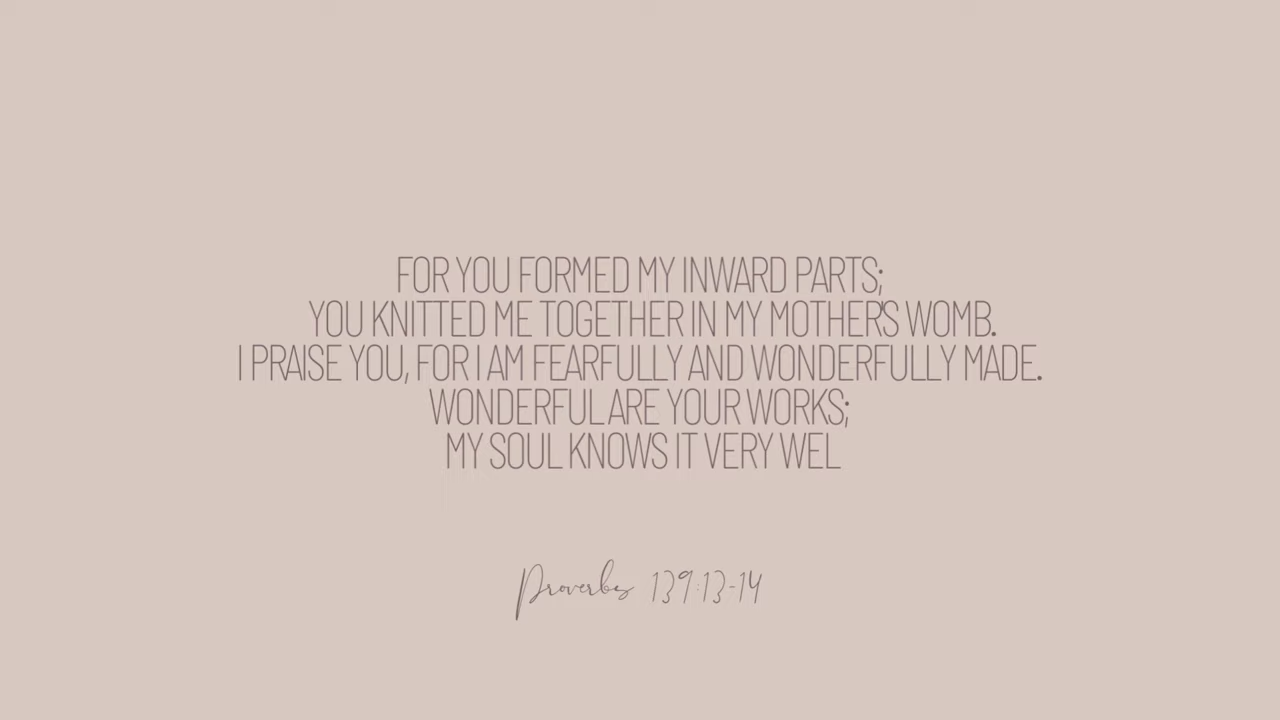 FOR YOU FORMED MY INWARD PARTS;
YOU KNITTED ME TOGETHER IN MY MOTHER'S WOMB.
I PRAISE YOU, FOR I AM FEARFULLY AND WONDERFULLY MADE.
WONDERFUL ARE YOUR WORKS;
MY SOUL KNOWS IT VERY WEL
Proverbs 139:13-14